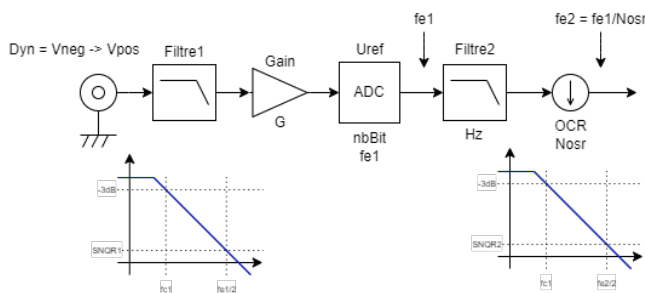 Dyn = Vneg -> Vpos
Filtre1
Gain
G
Uref
ADC
nbBit
fe1
fe1
Filtre2
Hz
fe2 = fe1/Nosr
OCR
Nosr
-3dB
SNQR1
fc1
fe1/2
-3dB
SNQR2
fc1
fe2/2